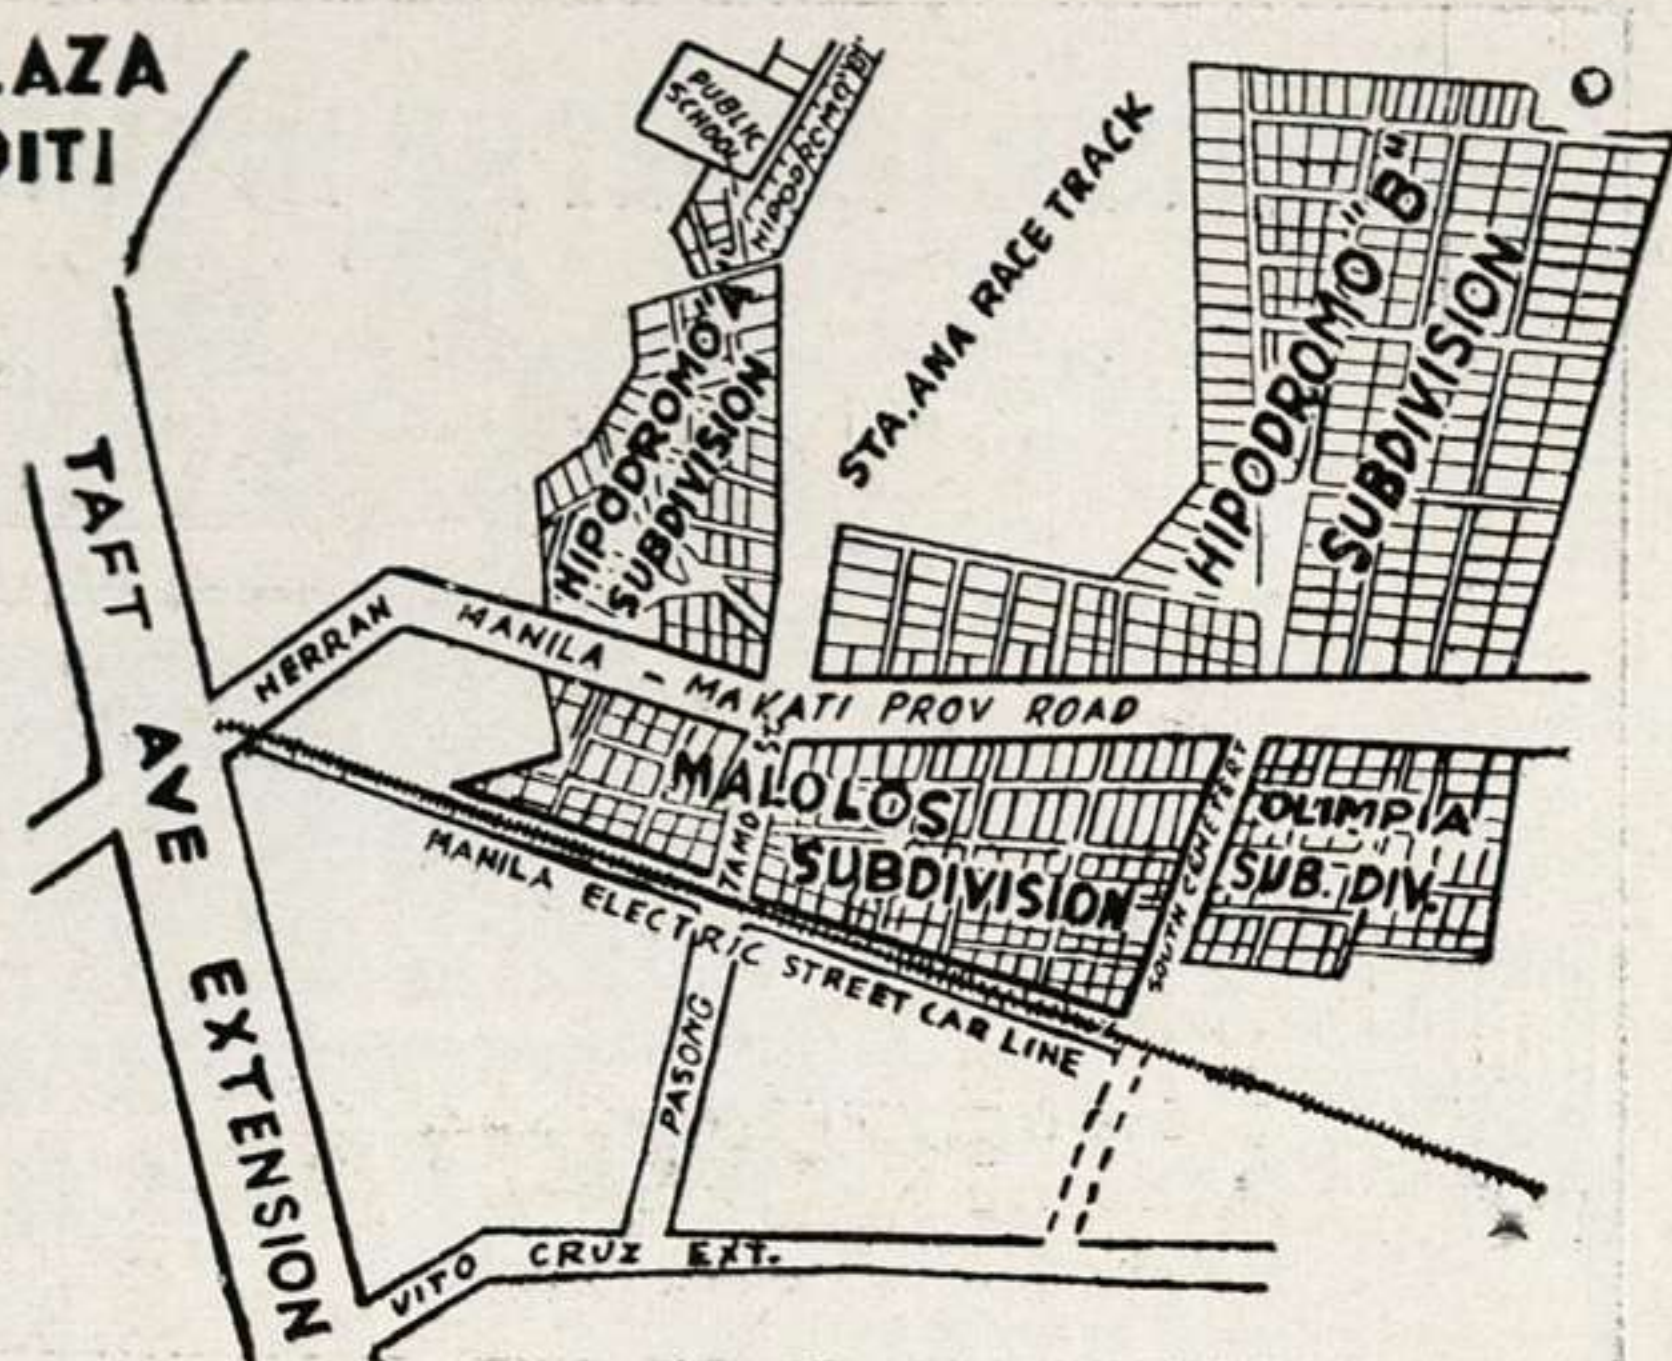 LAZA
DITI
PUBLIC
SCHOOL
STA. ANA RACE TRACK
HIPODROMO "B"
SUBDIVISION
HIPODROMO "A"
SUBDIVISION
TAFT AVE EXTENSION
HERRAN
MANILA - MAKATI PROV ROAD
MALOLOS
SUBDIVISION
OLIMPIA
SUB. DIV.
SOUTH CEMETERY
PASONG TAMO ST.
MANILA ELECTRIC STREET CAR LINE
VITO CRUZ EXT.